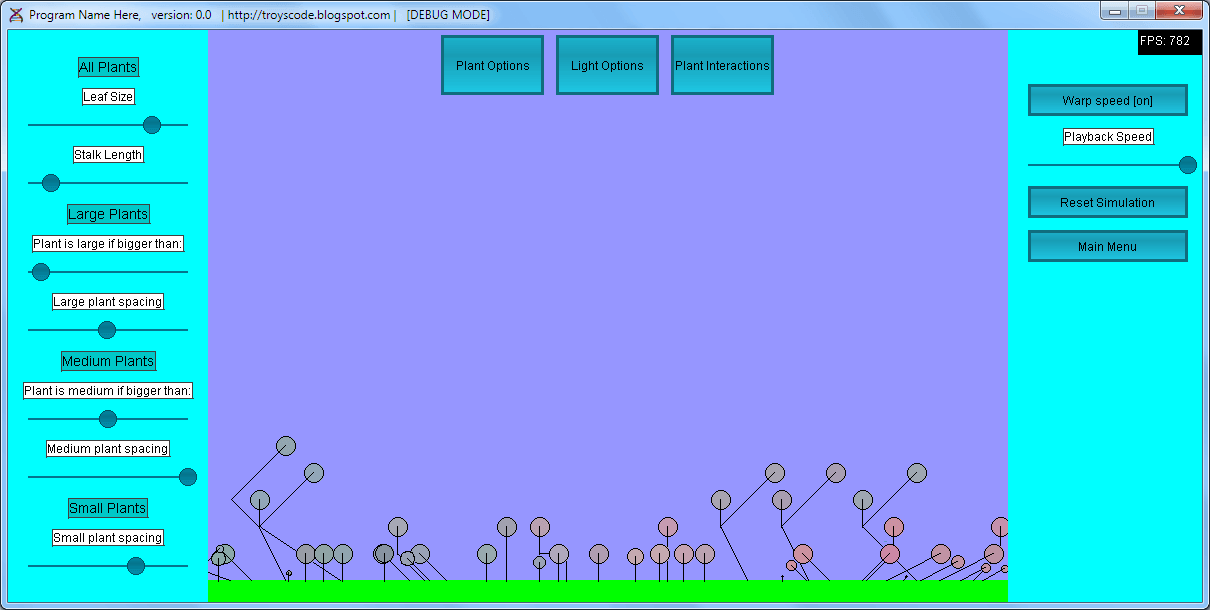 Program Name Here, version: 0.0 | http://troyscode.blogspot.com | [DEBUG MODE]
All Plants
Leaf Size
Stalk Length
Large Plants
Plant is large if bigger than:
Large plant spacing
Medium Plants
Plant is medium if bigger than:
Medium plant spacing
Small Plants
Small plant spacing
Plant Options
Light Options
Plant Interactions
FPS: 782
Warp speed [on]
Playback Speed
Reset Simulation
Main Menu